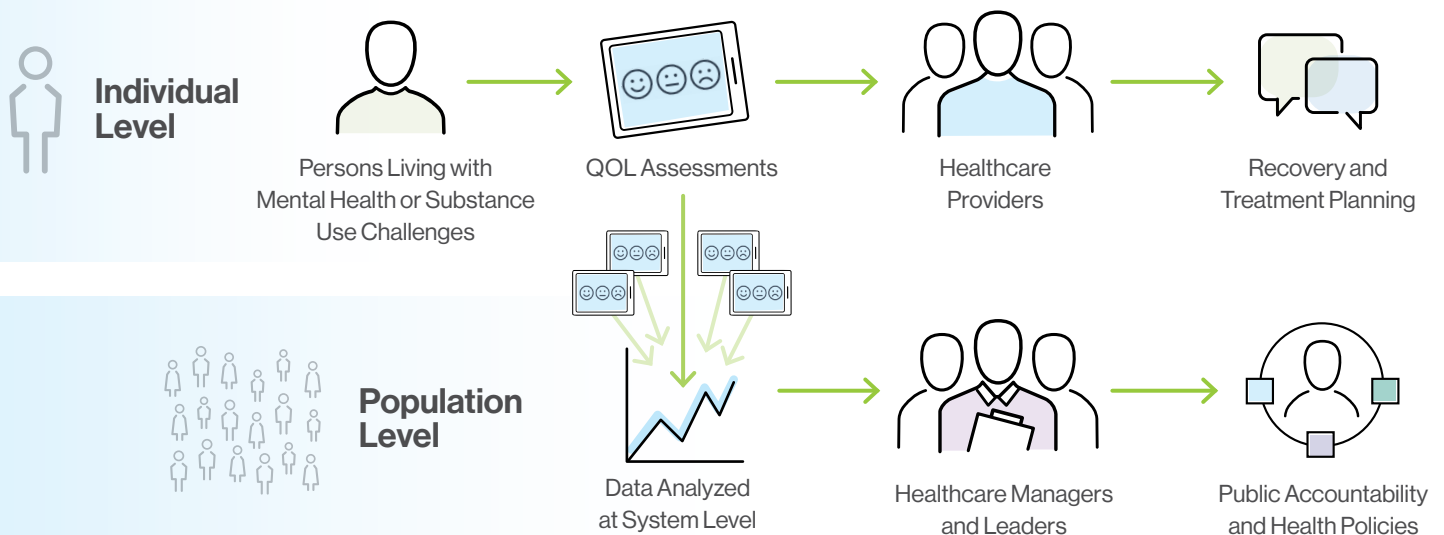 Individual
Level
Persons Living with
Mental Health or Substance
Use Challenges
QOL Assessments
Healthcare
Providers
Recovery and
Treatment Planning
Population
Level
Data Analyzed
at System Level
Healthcare Managers
and Leaders
Public Accountability
and Health Policies